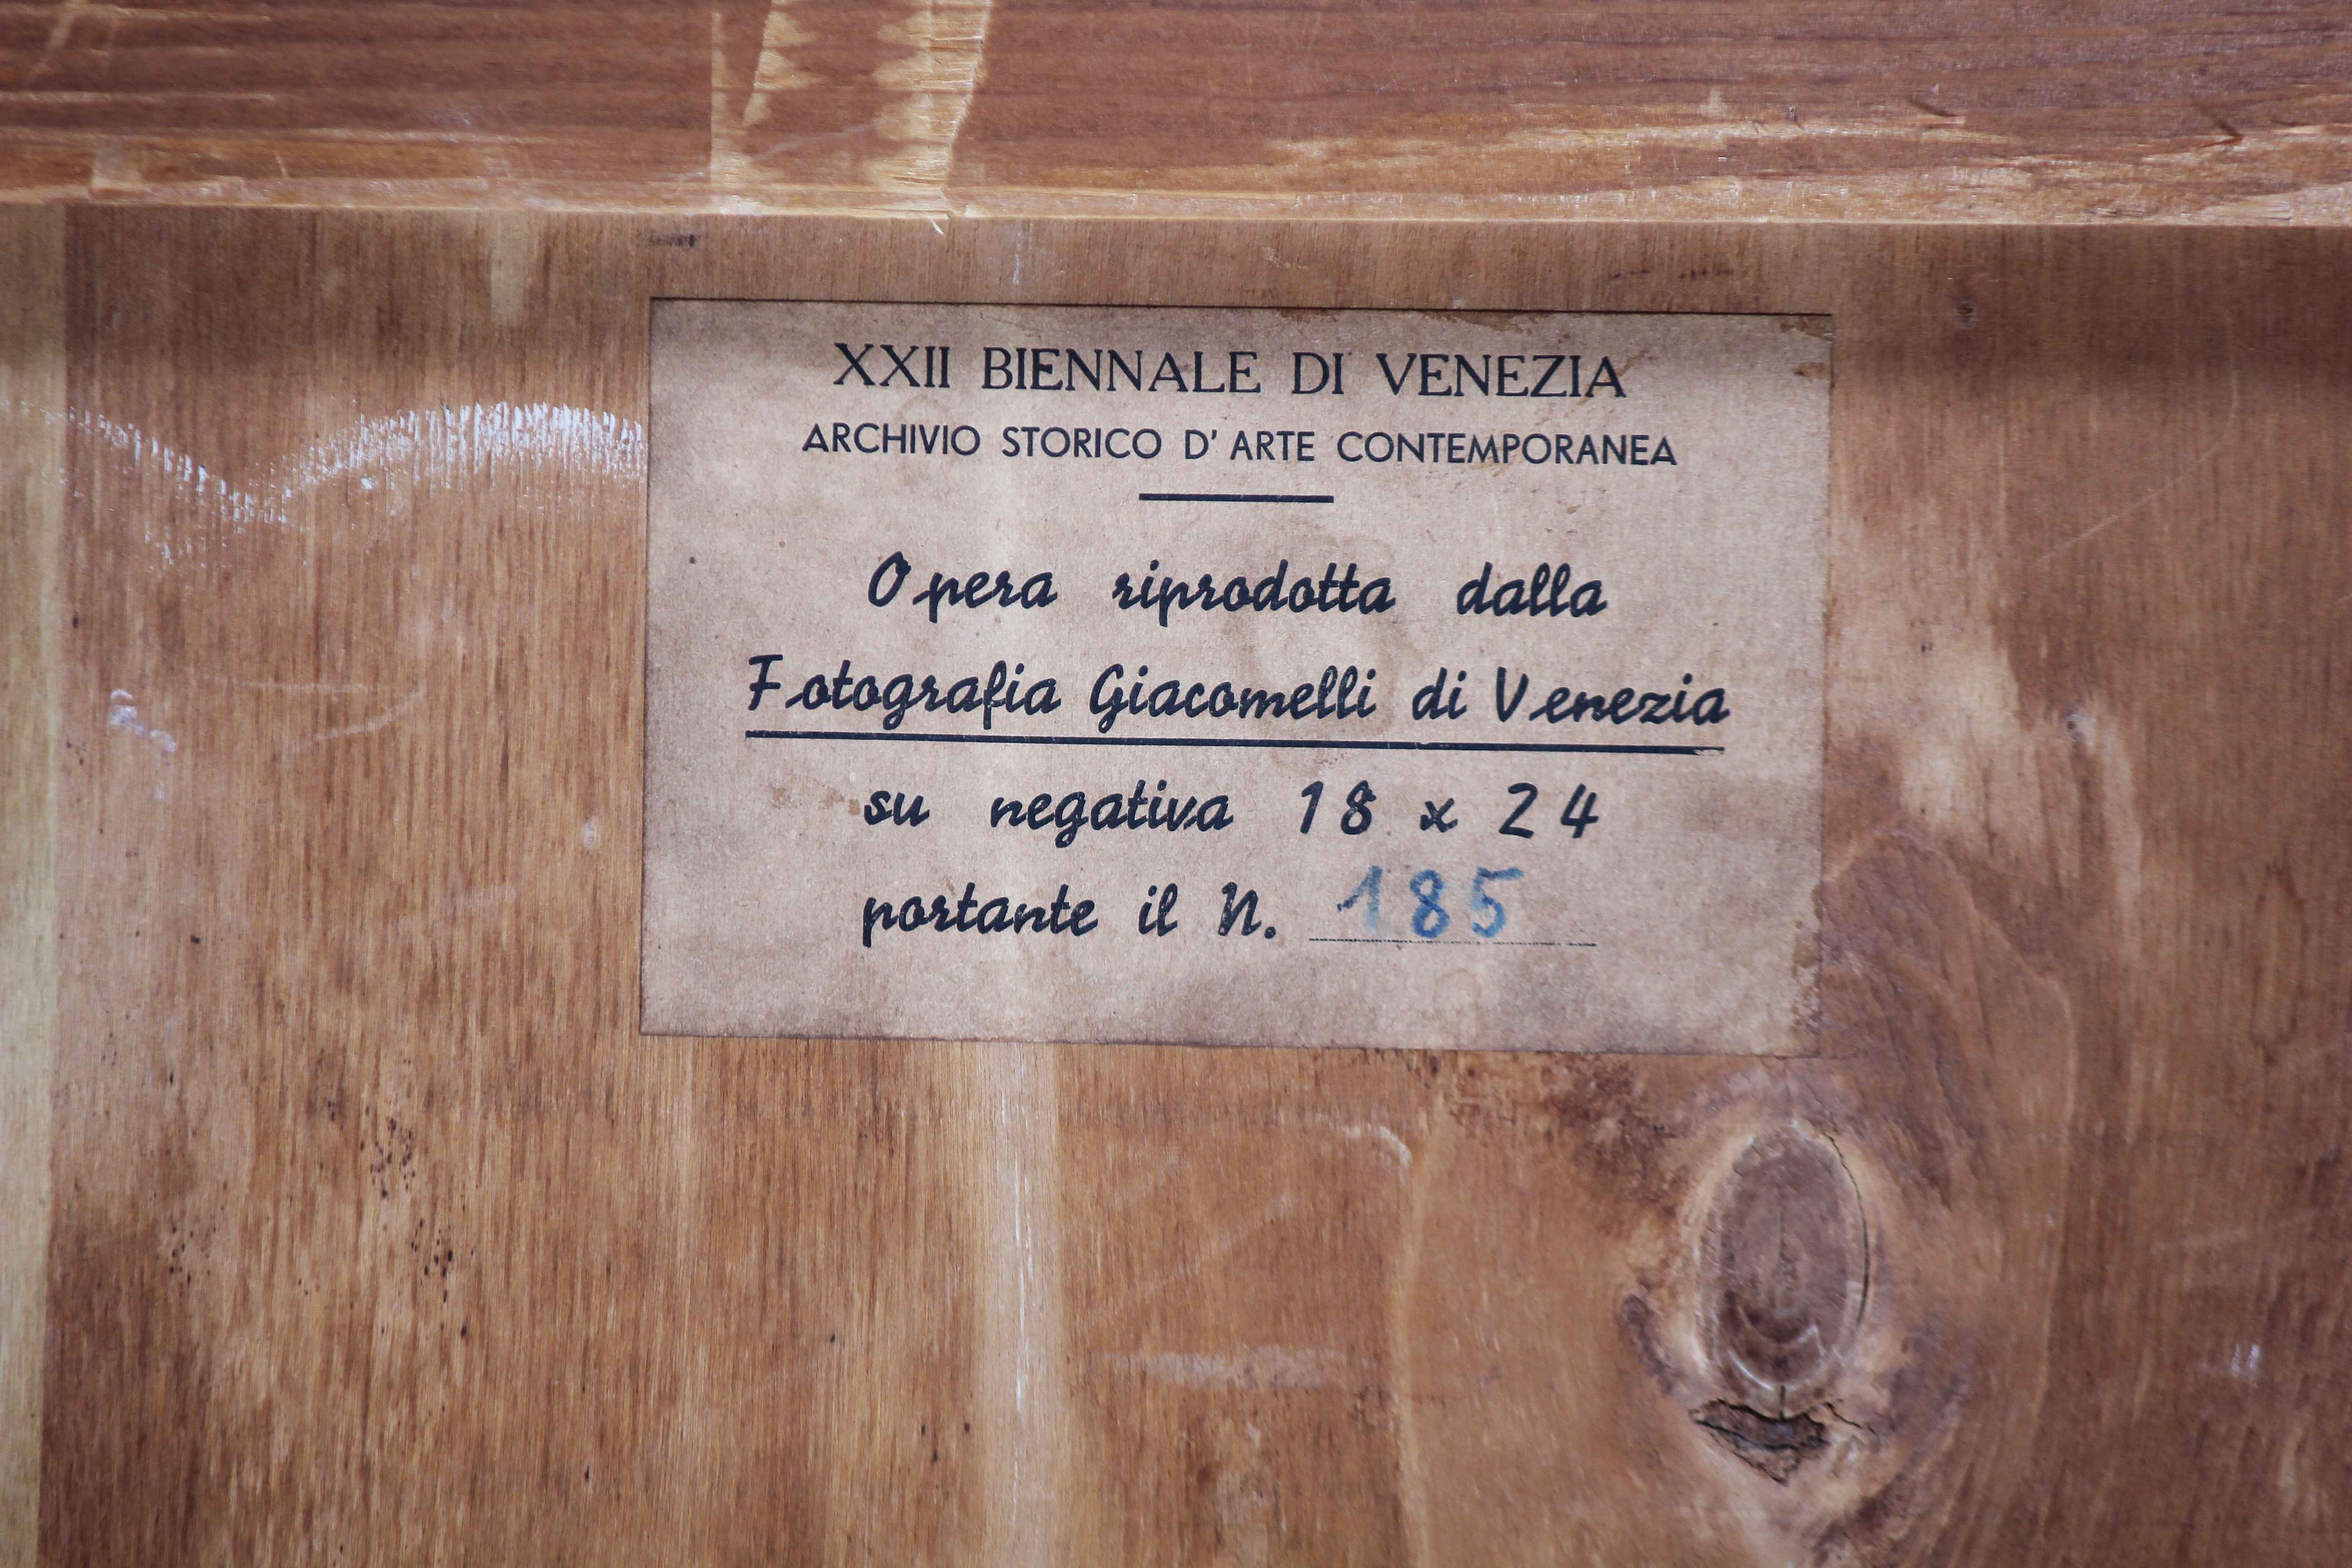 XXII BIENNALE DI VENEZIA
ARCHIVIO STORICO D' ARTE CONTEMPORANEA
Opera riprodotta dalla
Fotografia Giacomelli di Venezia
su negativa 18 x 24
portante il N. 185